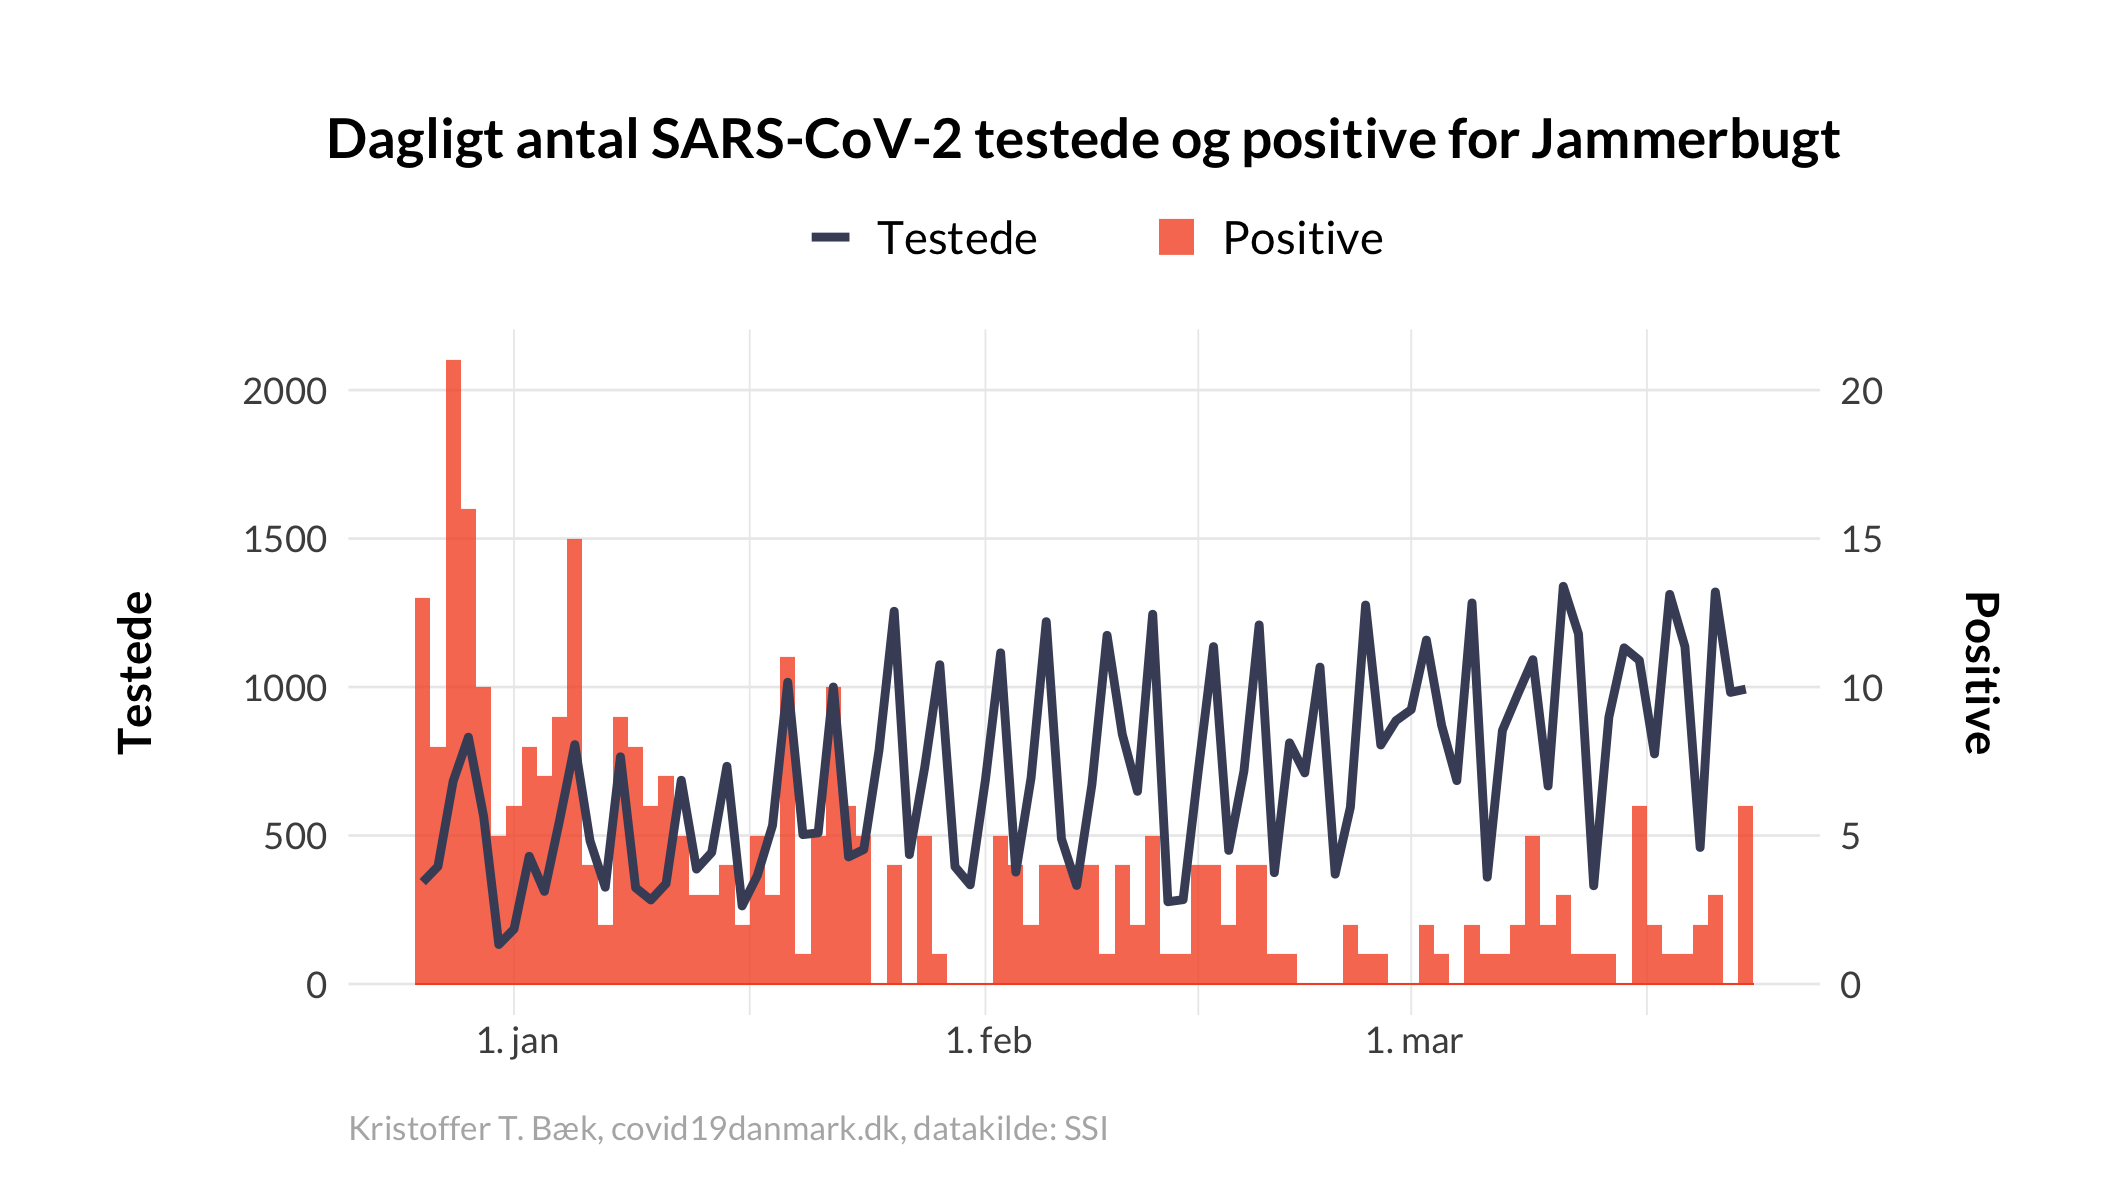 Dagligt antal SARS-CoV-2 testede og positive for Jammerbugt
Testede Positive
2000 20
1500 15
1000 10
500 5
0 0
Testede
Positive
1. jan 1. feb 1. mar
Kristoffer T. Bæk, covid19danmark.dk, datakilde: SSI